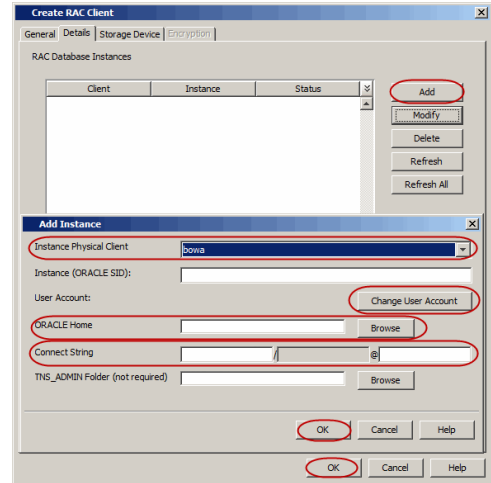 Create RAC Client
General Details Storage Device Encryption
RAC Database Instances
Client Instance Status
Add
Modify
Delete
Refresh
Refresh All
Add Instance
Instance Physical Client bowa
Instance (ORACLE SID):
User Account: Change User Account
ORACLE Home Browse
Connect String / @
TNS_ADMIN Folder (not required) Browse
OK Cancel Help
OK Cancel Help